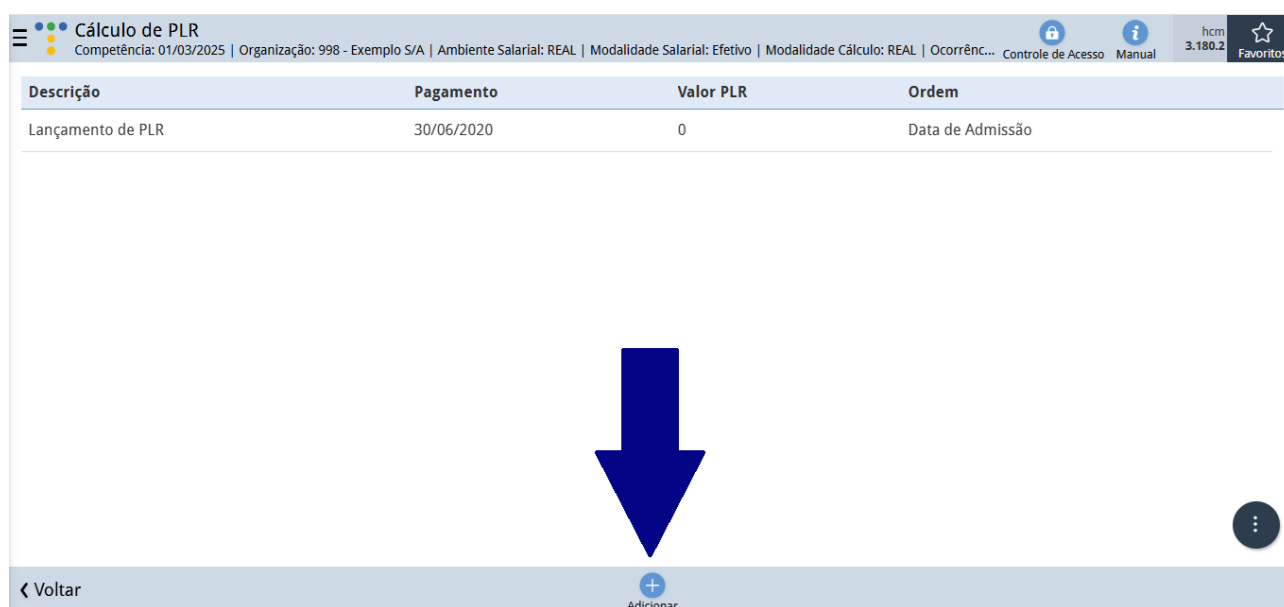 Cálculo de PLR
Competência: 01/03/2025 | Organização: 998 - Exemplo S/A | Ambiente Salarial: REAL | Modalidade Salarial: Efetivo | Modalidade Cálculo: REAL | Ocorrênc...
Controle de Acesso
Manual
hcm
3.180.2
Favoritos
Descrição Pagamento Valor PLR Ordem
Lançamento de PLR 30/06/2020 0 Data de Admissão
Voltar
Adicionar